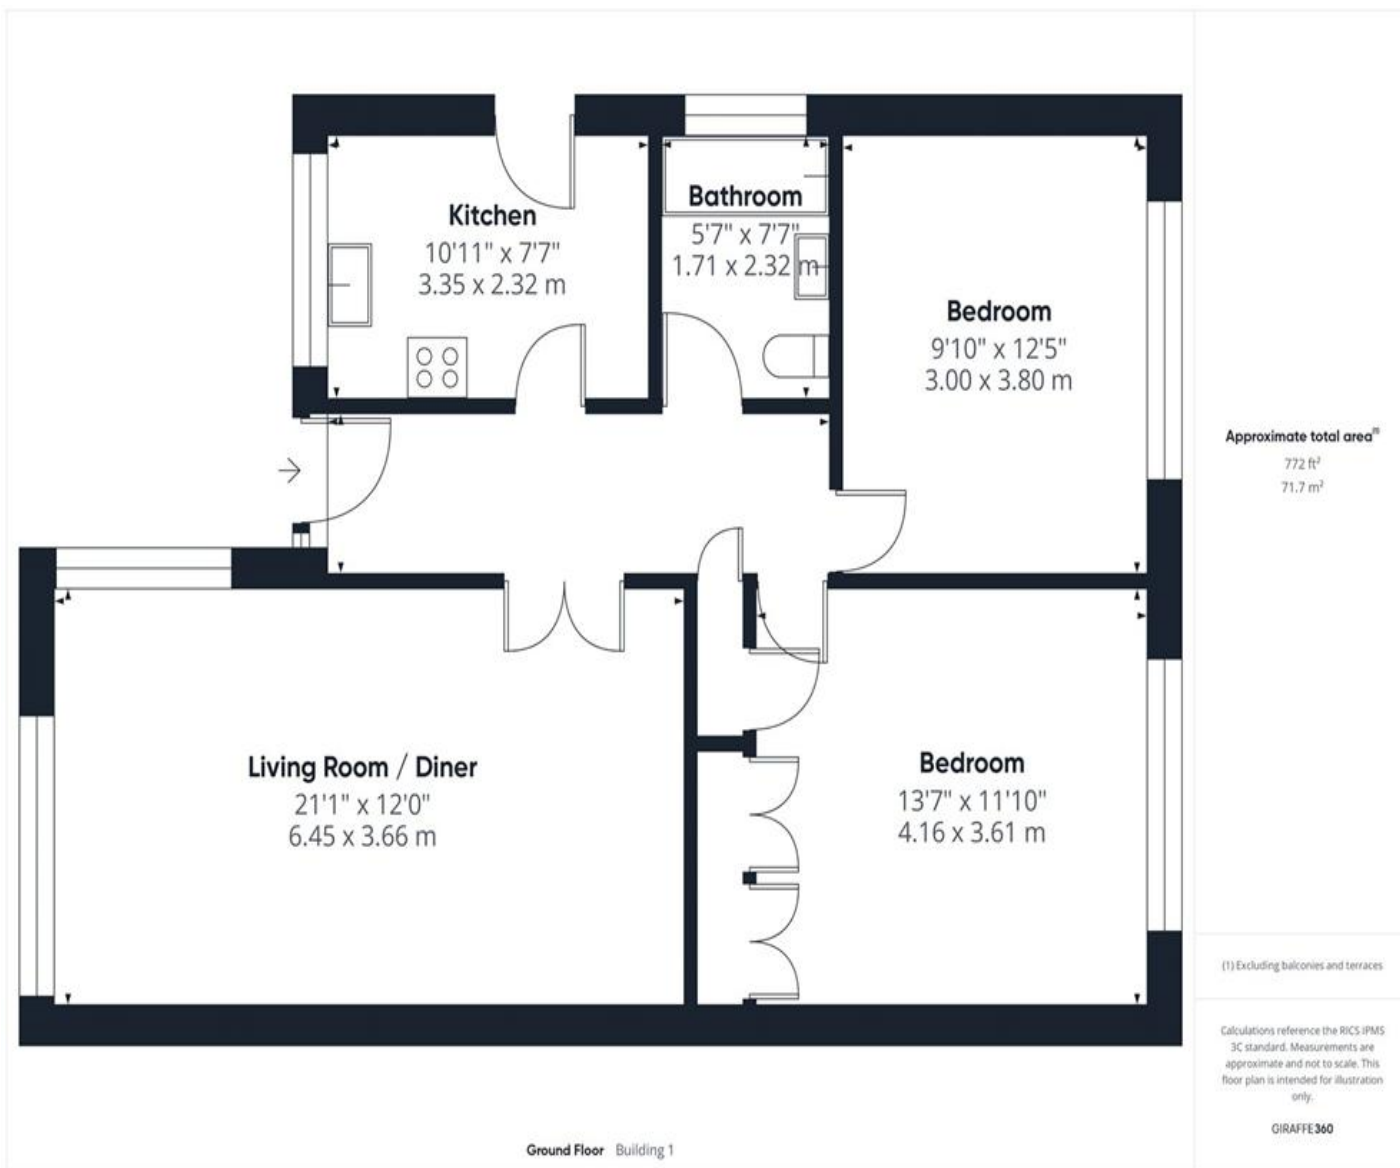 Kitchen
10'11" x 7'7"
3.35 x 2.32 m
Bathroom
5'7" x 7'7"
1.71 x 2.32 m
Bedroom
9'10" x 12'5"
3.00 x 3.80 m
Living Room / Diner
21'1" x 12'0"
6.45 x 3.66 m
Bedroom
13'7" x 11'10"
4.16 x 3.61 m
Approximate total area⁽¹⁾
772 ft²
71.7 m²
(1) Excluding balconies and terraces
Calculations reference the RICS IPMS
3C standard. Measurements are
approximate and not to scale. This
floor plan is intended for illustration
only.
GIRAFFE360
Ground Floor Building 1